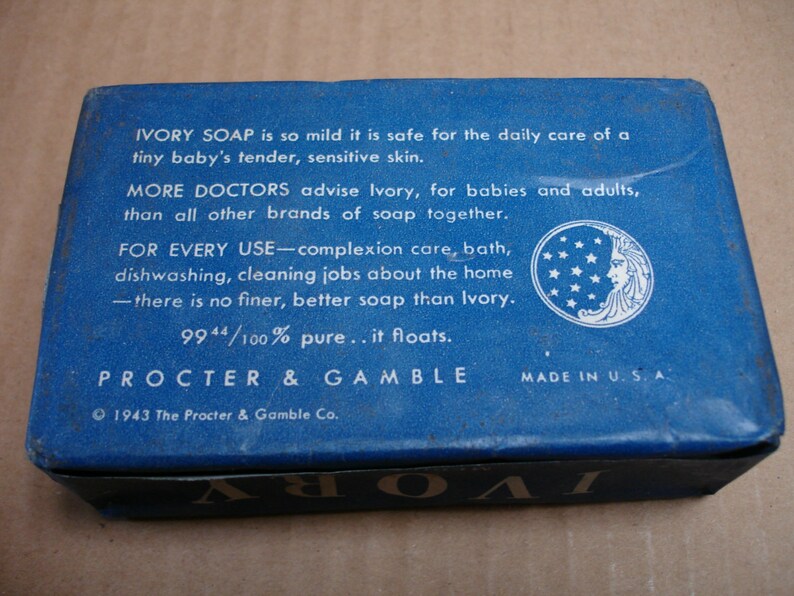 IVORY SOAP is so mild it is safe for the daily care of a
tiny baby's tender, sensitive skin.
MORE DOCTORS advise Ivory, for babies and adults,
than all other brands of soap together.
FOR EVERY USE—complexion care, bath,
dishwashing, cleaning jobs about the home
—there is no finer, better soap than Ivory.
99 44/100% pure.. it floats.
PROCTER & GAMBLE MADE IN U. S. A.
© 1943 The Procter & Gamble Co.
IVORY